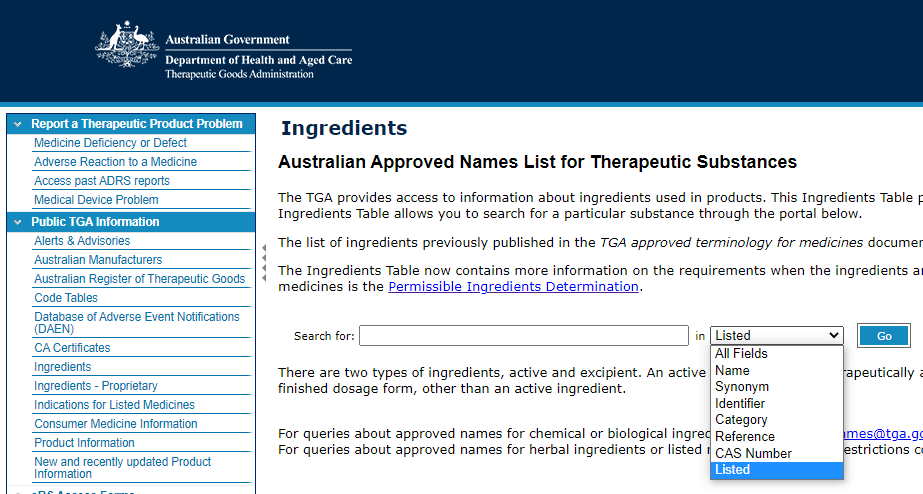 Australian Government
Department of Health and Aged Care
Therapeutic Goods Administration
Report a Therapeutic Product Problem
Medicine Deficiency or Defect
Adverse Reaction to a Medicine
Access past ADRS reports
Medical Device Problem
Public TGA Information
Alerts & Advisories
Australian Manufacturers
Australian Register of Therapeutic Goods
Code Tables
Database of Adverse Event Notifications
(DAEN)
CA Certificates
Ingredients
Ingredients - Proprietary
Indications for Listed Medicines
Consumer Medicine Information
Product Information
New and recently updated Product
Information
Ingredients
Australian Approved Names List for Therapeutic Substances
The TGA provides access to information about ingredients used in products. This Ingredients Table
Ingredients Table allows you to search for a particular substance through the portal below.
The list of ingredients previously published in the TGA approved terminology for medicines
The Ingredients Table now contains more information on the requirements when the ingredients
medicines is the Permissible Ingredients Determination.
Search for: in Listed Go
All Fields
Name
Synonym
Identifier
Category
Reference
CAS Number
Listed
There are two types of ingredients, active and excipient. An active
finished dosage form, other than an active ingredient.
For queries about approved names for chemical or biological
For queries about approved names for herbal ingredients or listed